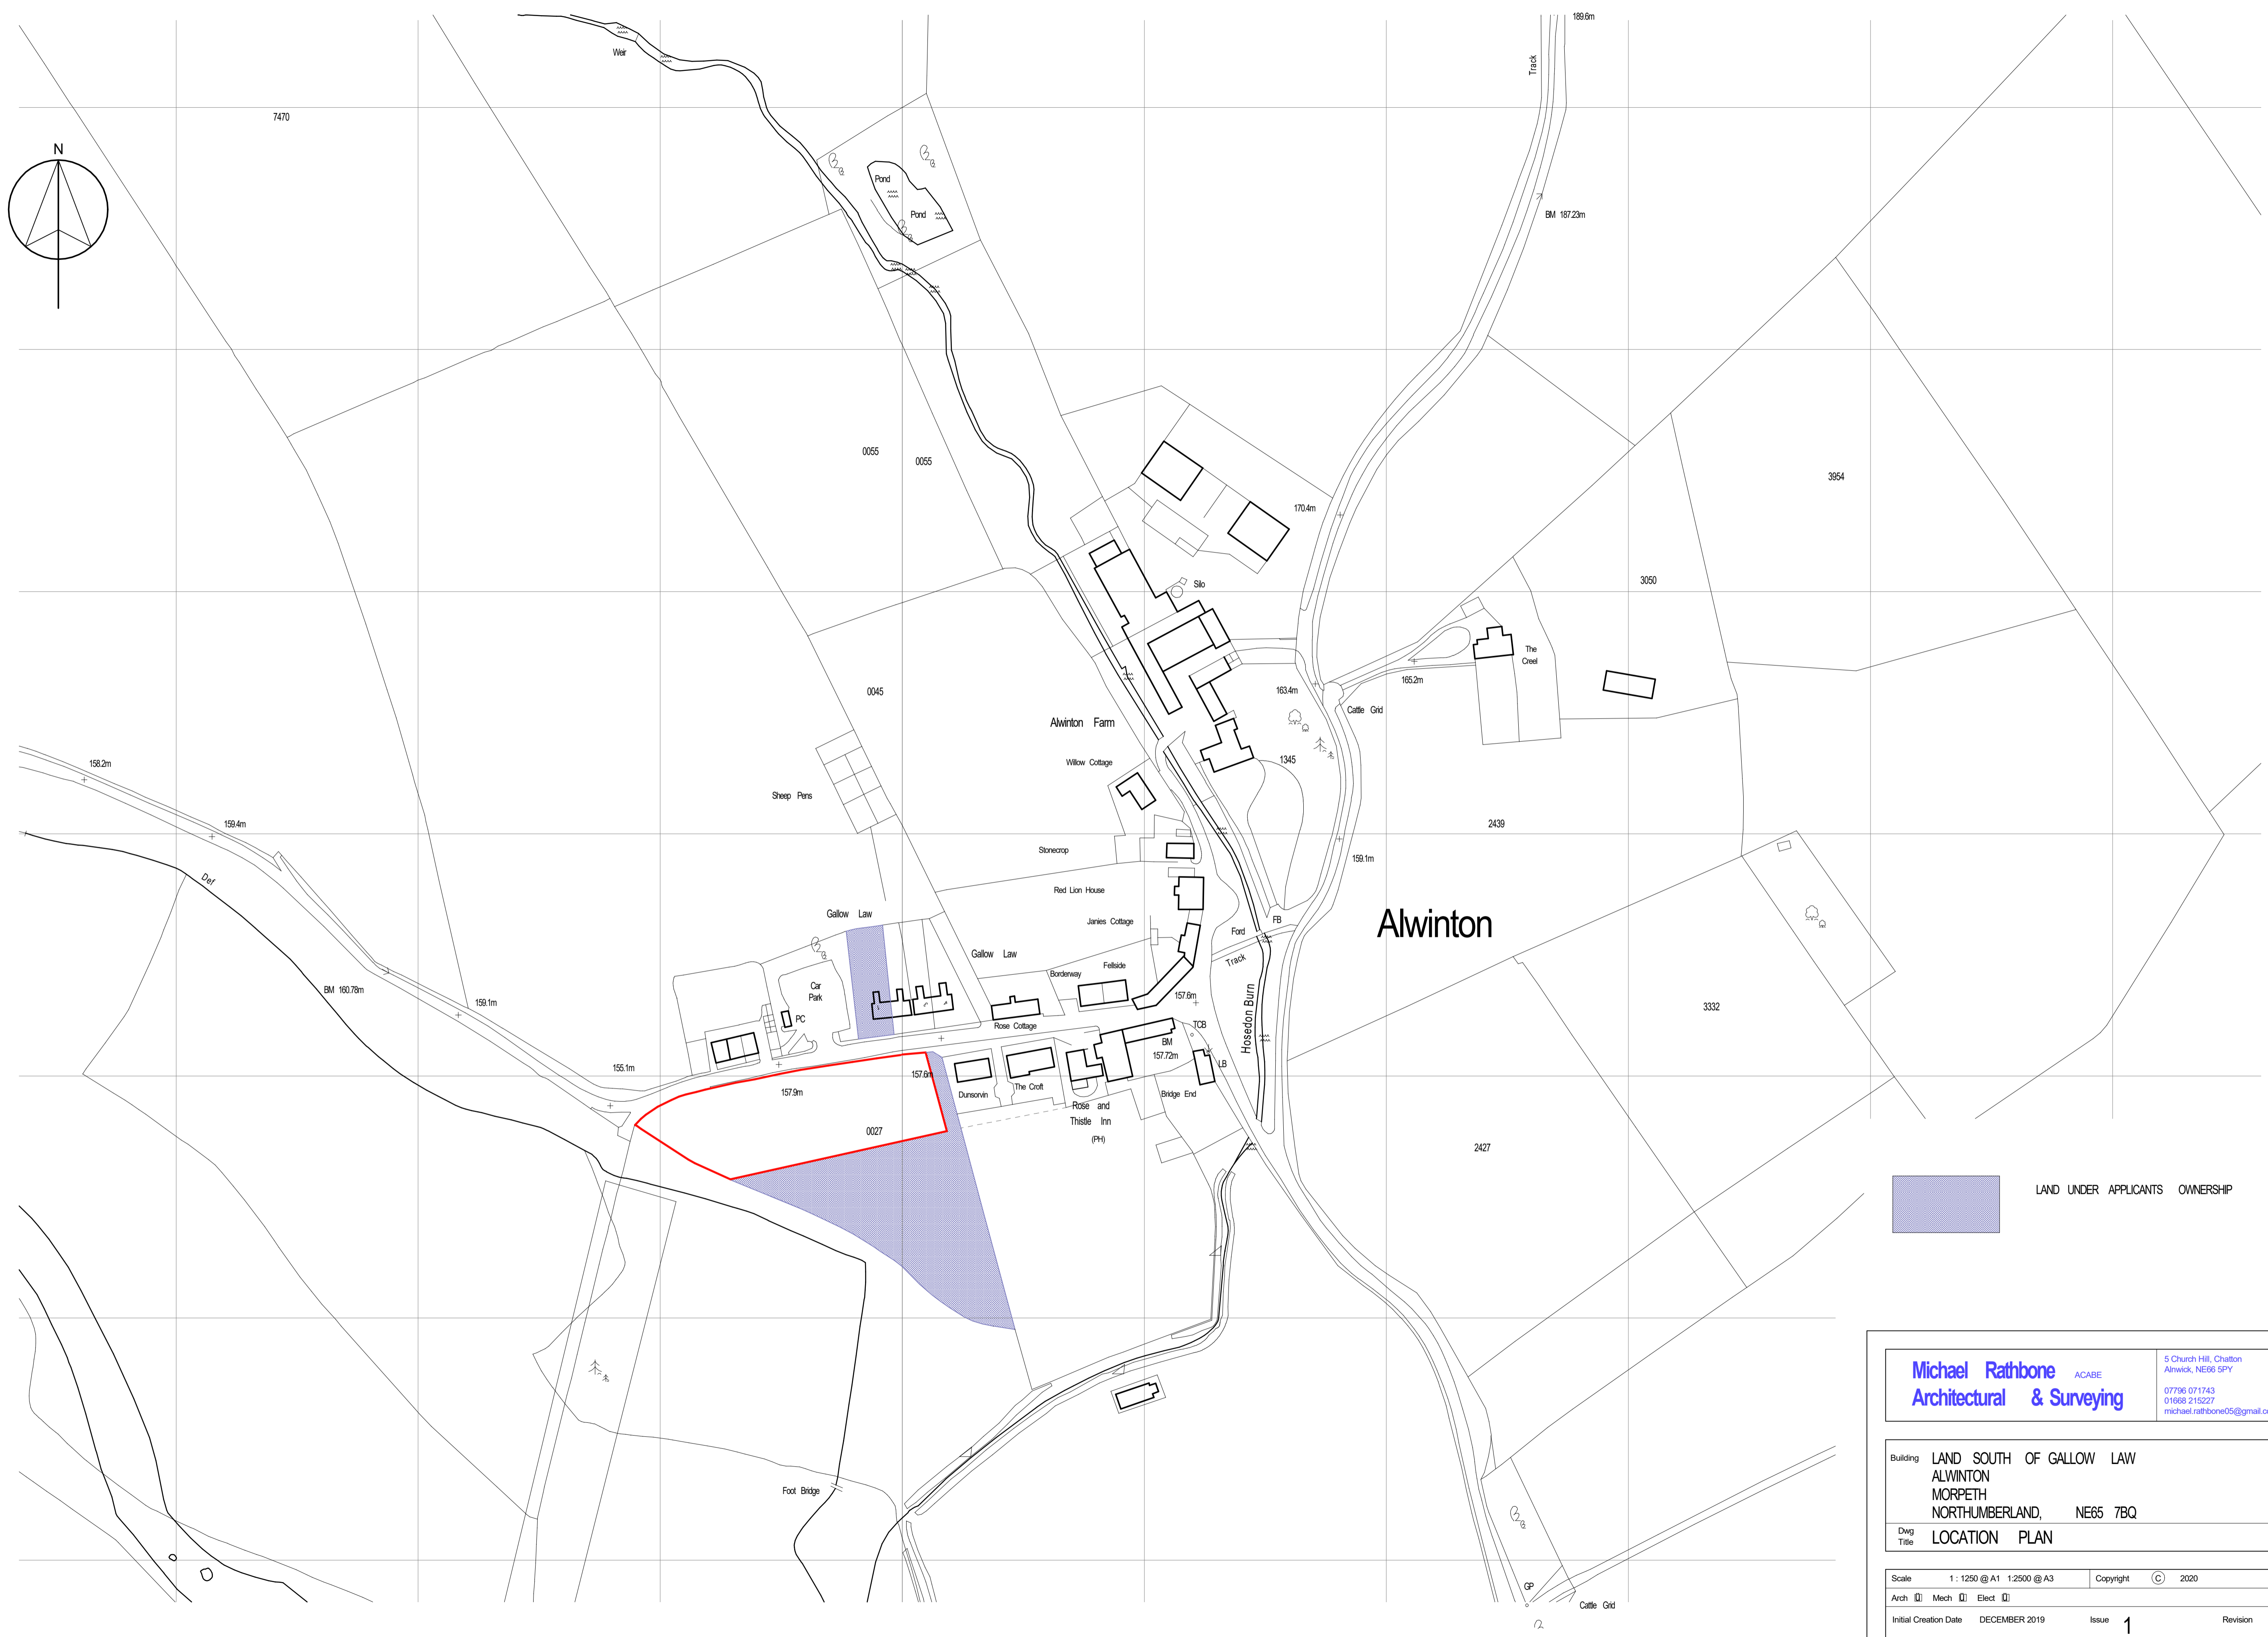 189.6m
Weir
Track
7470
N
Pond
Pond
BM 187.23m
0055
0055
3954
170.4m
3050
Silo
The
Creel
165.2m
163.4m
0045
Cattle Grid
Alwinton Farm
1345
Willow Cottage
158.2m
Sheep Pens
159.4m
2439
Stonecrop
159.1m
Def
Red Lion House
Gallow Law
Janies Cottage
FB
Alwinton
Ford
Gallow Law
Track
Fellside
Borderway
Car
Park
BM 160.78m
157.6m
159.1m
Hosedon Burn
3332
PC
Rose Cottage
TCB
BM
157.72m
LB
155.1m
157.6m
157.9m
Dunsorvin
The Croft
Bridge End
Rose and
Thistle Inn
(PH)
0027
2427
LAND UNDER APPLICANTS OWNERSHIP
Foot Bridge
GP
Cattle Grid
Michael Rathbone ACABE
Architectural & Surveying
5 Church Hill, Chatton
Alnwick, NE66 5PY
07796 071743
01668 215227
michael.rathbone05@gmail.co
Building LAND SOUTH OF GALLOW LAW
ALWINTON
MORPETH
NORTHUMBERLAND, NE65 7BQ
Dwg
Title LOCATION PLAN
Scale 1 : 1250 @ A1 1:2500 @ A3 Copyright C 2020
Arch Mech Elect
Initial Creation Date DECEMBER 2019 Issue 1 Revision